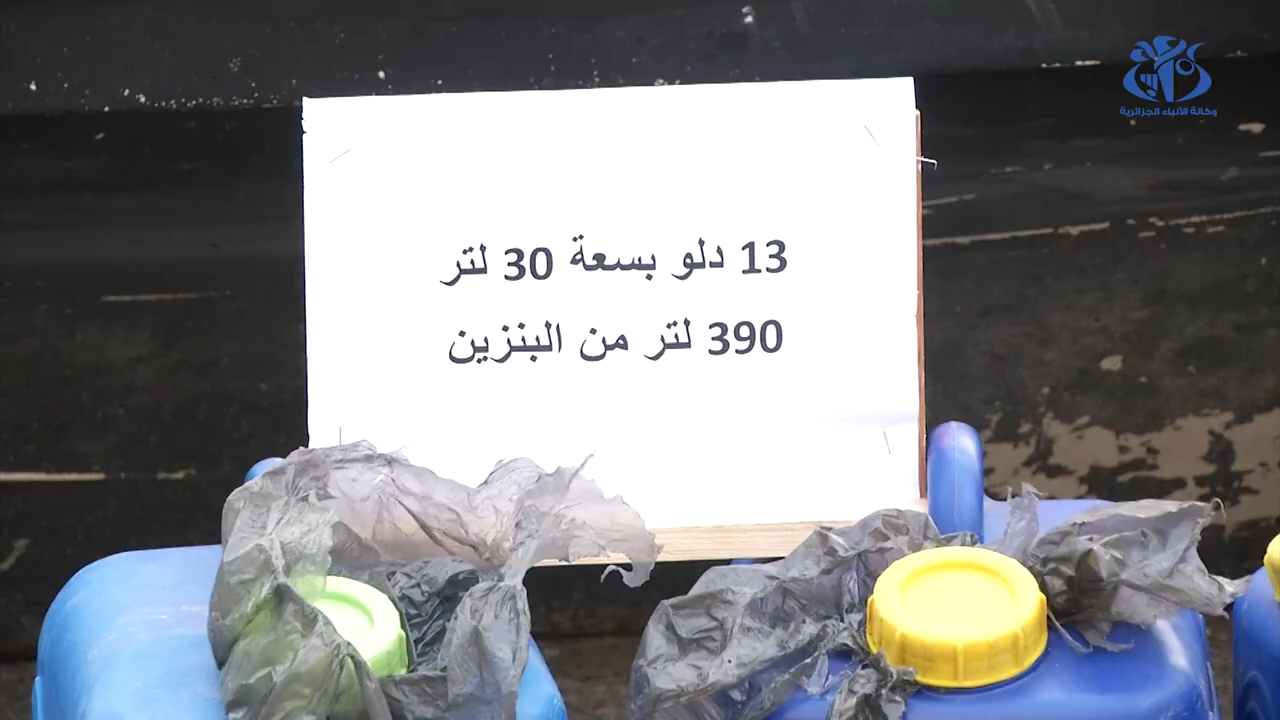 وكالة الأنباء الجزائرية
13 دلو بسعة 30 لتر
390 لتر من البنزين